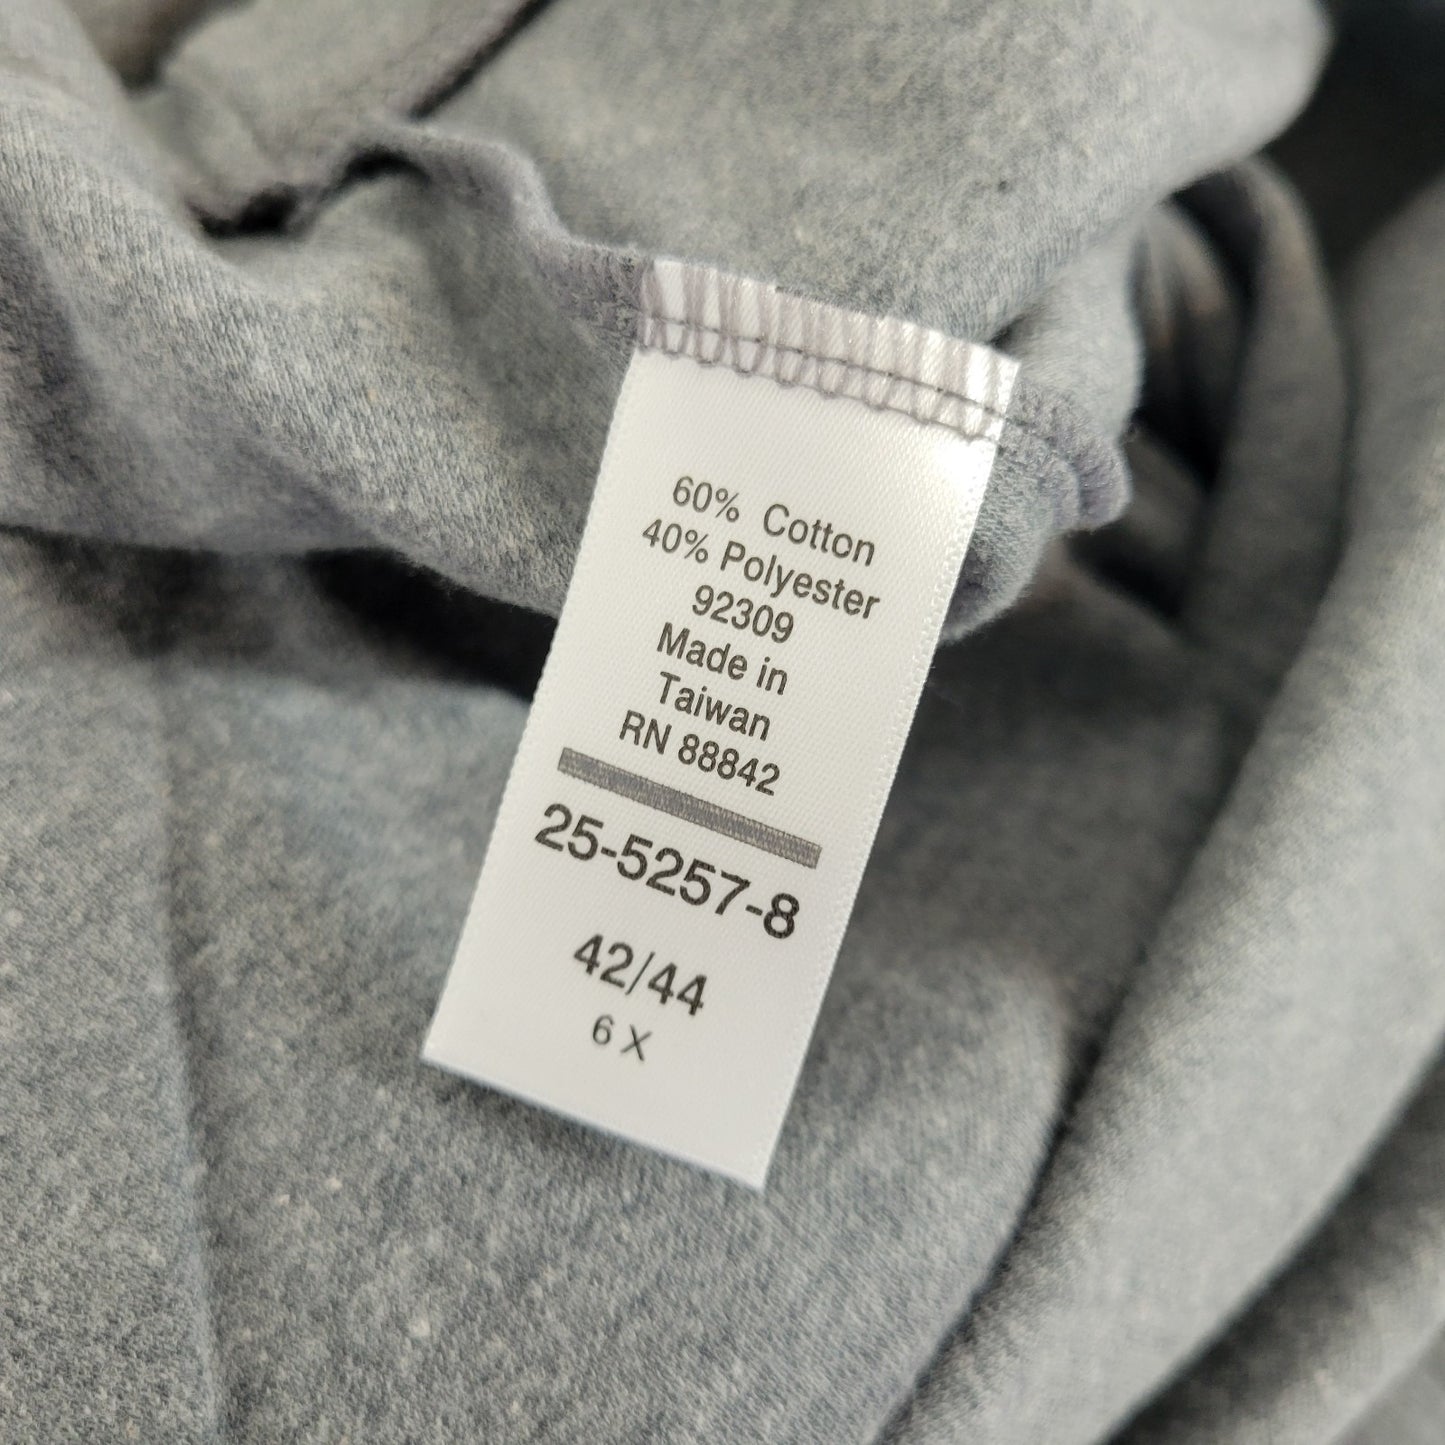 60% Cotton
40% Polyester
92309
Made in
Taiwan
RN 88842
25-5257-8
42/44
6 X